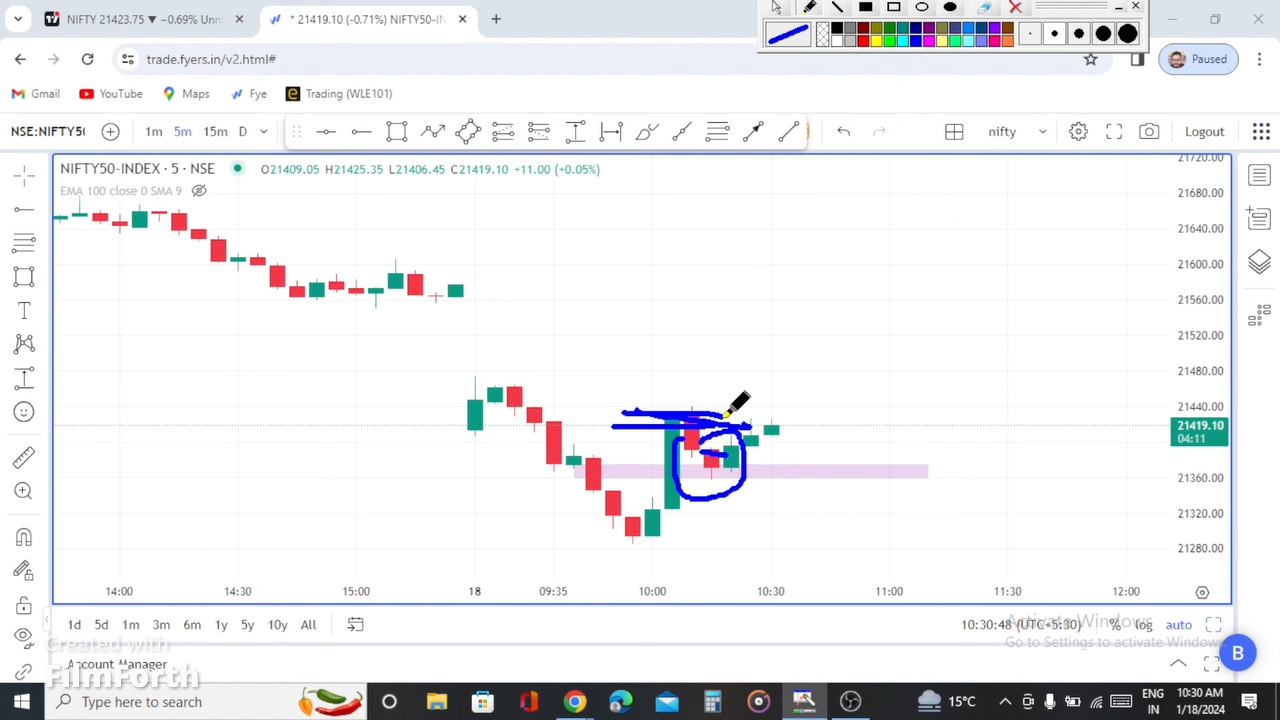 NIFTY 21423.75 ▼ −0.69% Unn
* 21419.10 (-0.71%) NIFTY50-IN
trade.fyers.in/v2.html#
Paused
Gmail
YouTube
Maps
Fye
Trading (WLE101)
NSE:NIFTY50
1m
5m
15m
D
nifty
Logout
NIFTY50-INDEX · 5 · NSE
O21409.05 H21425.35 L21406.45 C21419.10 +11.00 (+0.05%)
EMA 100 close 0 SMA 9
21720.00
21680.00
21640.00
21600.00
21560.00
21520.00
21480.00
21440.00
21419.10
04:11
21360.00
21320.00
21280.00
14:00
14:30
15:00
18
09:35
10:00
10:30
11:00
11:30
12:00
1d
5d
1m
3m
6m
1y
5y
10y
All
10:30:48 (UTC+5:30)
%
log
auto
Activate Windows
Go to Settings to activate Windows.
Created with
FilmForth
Account Manager
B
Type here to search
15°C
ENG
IN
10:30 AM
1/18/2024